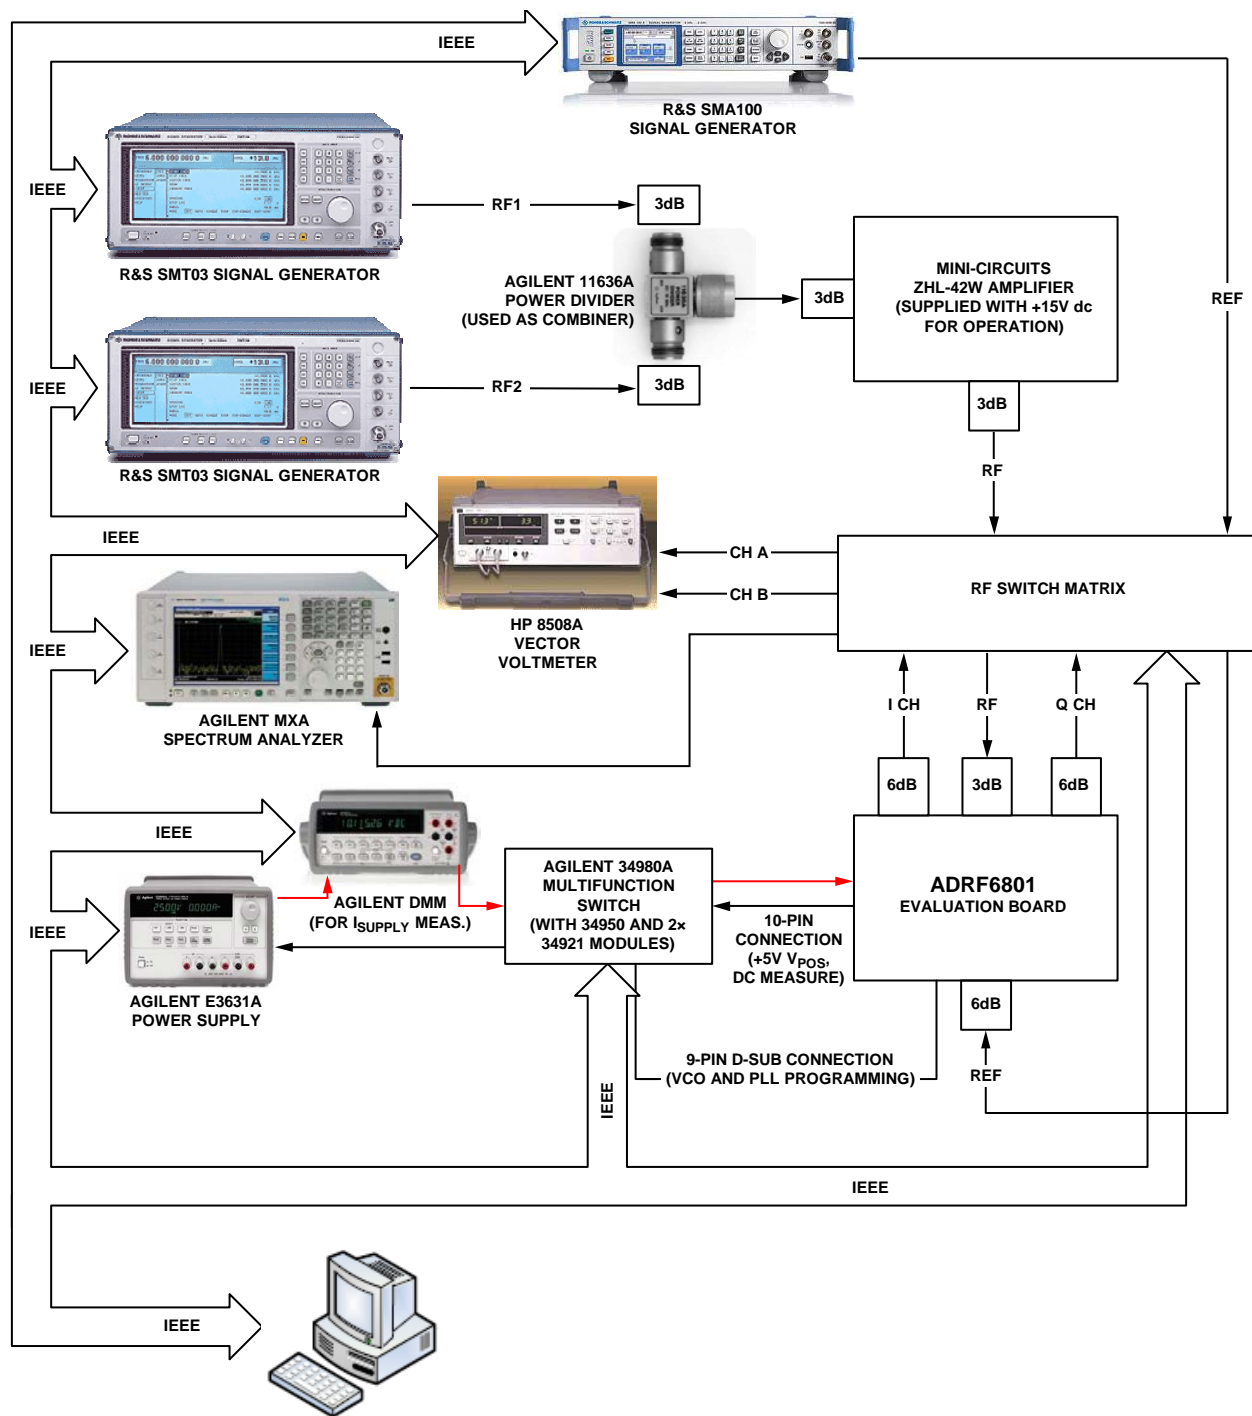 IEEE
R&S SMA100
SIGNAL GENERATOR
IEEE
RF1
3dB
R&S SMT03 SIGNAL GENERATOR
AGILENT 11636A
POWER DIVIDER
(USED AS COMBINER)
3dB
MINI-CIRCUITS
ZHL-42W AMPLIFIER
(SUPPLIED WITH +15V dc
FOR OPERATION)
REF
IEEE
RF2
3dB
3dB
R&S SMT03 SIGNAL GENERATOR
RF
IEEE
CH A
CH B
RF SWITCH MATRIX
HP 8508A
VECTOR
VOLTMETER
IEEE
AGILENT MXA
SPECTRUM ANALYZER
I CH
RF
Q CH
6dB
3dB
6dB
IEEE
AGILENT DMM
(FOR ISUPPLY MEAS.)
AGILENT 34980A
MULTIFUNCTION
SWITCH
(WITH 34950 AND 2×
34921 MODULES)
ADRF6801
EVALUATION BOARD
10-PIN
CONNECTION
(+5V VPOS,
DC MEASURE)
IEEE
AGILENT E3631A
POWER SUPPLY
6dB
9-PIN D-SUB CONNECTION
(VCO AND PLL PROGRAMMING)
REF
IEEE
IEEE
IEEE